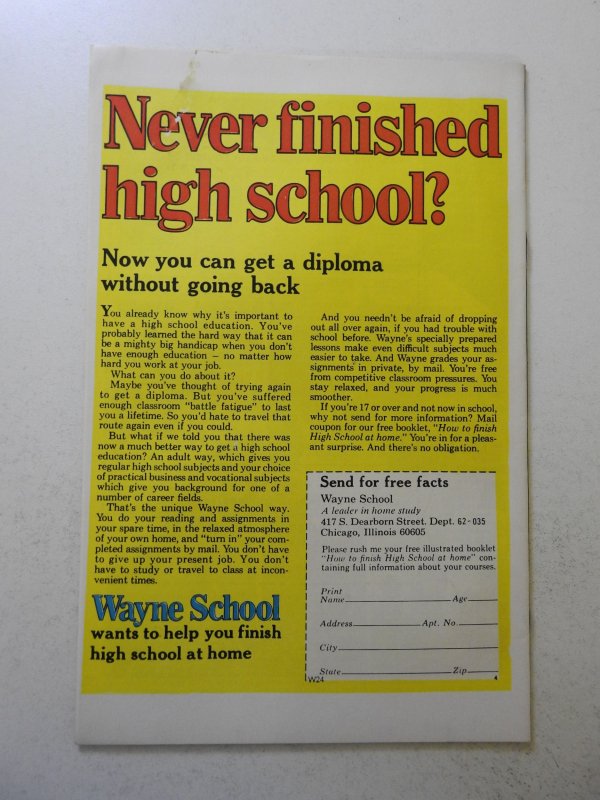 Never finished
high school?
Now you can get a diploma
without going back
You already know why it's important to
have a high school education. You've
probably learned the hard way that it can
be a mighty big handicap when you don't
have enough education – no matter how
hard you work at your job.
What can you do about it?
Maybe you've thought of trying again
to get a diploma. But you've suffered
enough classroom "battle fatigue" to last
you a lifetime. So you'd hate to travel that
route again even if you could.
But what if we told you that there was
now a much better way to get a high school
education? An adult way, which gives you
regular high school subjects and your choice
of practical business and vocational subjects
which give you background for one of a
number of career fields.
That's the unique Wayne School way.
You do your reading and assignments in
your spare time, in the relaxed atmosphere
of your own home, and "turn in" your com-
pleted assignments by mail. You don't have
to give up your present job. You don't
have to study or travel to class at incon-
venient times.
Wayne School
wants to help you finish
high school at home
And you needn't be afraid of dropping
out all over again, if you had trouble with
school before. Wayne's specially prepared
lessons make even difficult subjects much
easier to take. And Wayne grades your as-
signments in private, by mail. You're free
from competitive classroom pressures. You
stay relaxed, and your progress is much
smoother.
If you're 17 or over and not now in school,
why not send for more information? Mail
coupon for our free booklet, "How to finish
High School at home." You're in for a pleas-
ant surprise. And there's no obligation.
Send for free facts
Wayne School
A leader in home study
417 S. Dearborn Street. Dept. 62-035
Chicago, Illinois 60605
Please rush me your free illustrated booklet
"How to finish High School at home" con-
taining full information about your courses.
Print
Name Age
Address Apt. No.
City
State Zip
W24 4